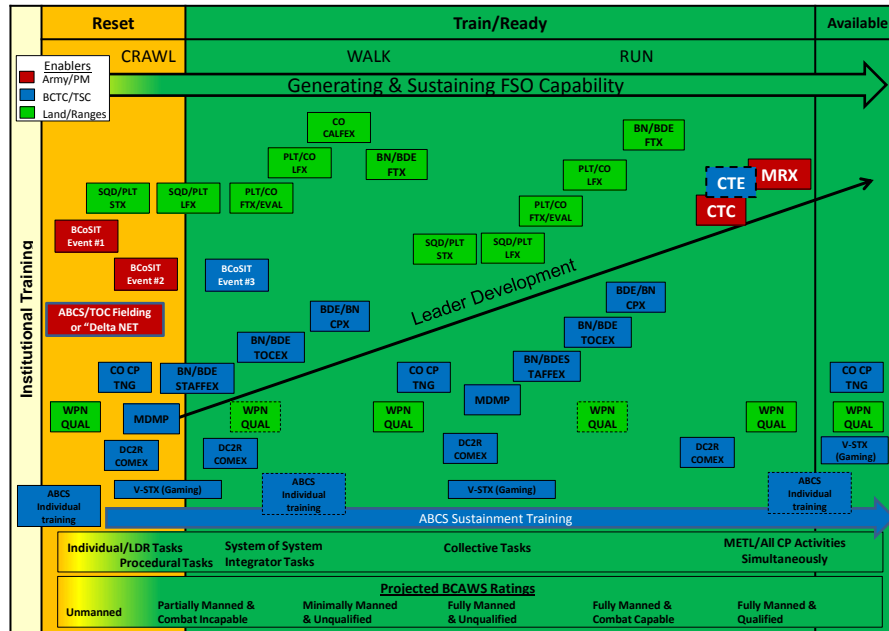 Reset
Train/Ready
Available
CRAWL
WALK
RUN
Enablers
Army/PM
BCTC/TSC
Land/Ranges
Generating & Sustaining FSO Capability
Institutional Training
CO
CALFEX
BN/BDE
FTX
PLT/CO
LFX
BN/BDE
FTX
PLT/CO
LFX
CTE
MRX
CTC
SQD/PLT
STX
SQD/PLT
LFX
PLT/CO
FTX/EVAL
PLT/CO
FTX/EVAL
BCoSIT
Event #1
SQD/PLT
STX
SQD/PLT
LFX
BCoSIT
Event #2
BCoSIT
Event #3
Leader Development
ABCS/TOC Fielding
or "Delta NET
BDE/BN
CPX
BDE/BN
CPX
BN/BDE
TOCEX
BN/BDE
TOCEX
CO CP
TNG
BN/BDE
STAFFEX
CO CP
TNG
BN/BDES
TAFFEX
CO CP
TNG
MDMP
WPN
QUAL
MDMP
WPN
QUAL
WPN
QUAL
WPN
QUAL
WPN
QUAL
WPN
QUAL
DC2R
COMEX
DC2R
COMEX
DC2R
COMEX
DC2R
COMEX
V-STX
(Gaming)
ABCS
Individual
training
V-STX (Gaming)
ABCS
Individual
training
V-STX (Gaming)
ABCS
Individual
training
ABCS Sustainment Training
Individual/LDR Tasks
Procedural Tasks
System of System
Integrator Tasks
Collective Tasks
METL/All CP Activities
Simultaneously
Projected BCAWS Ratings
Unmanned
Partially Manned &
Combat Incapable
Minimally Manned
& Unqualified
Fully Manned
& Unqualified
Fully Manned &
Combat Capable
Fully Manned &
Qualified